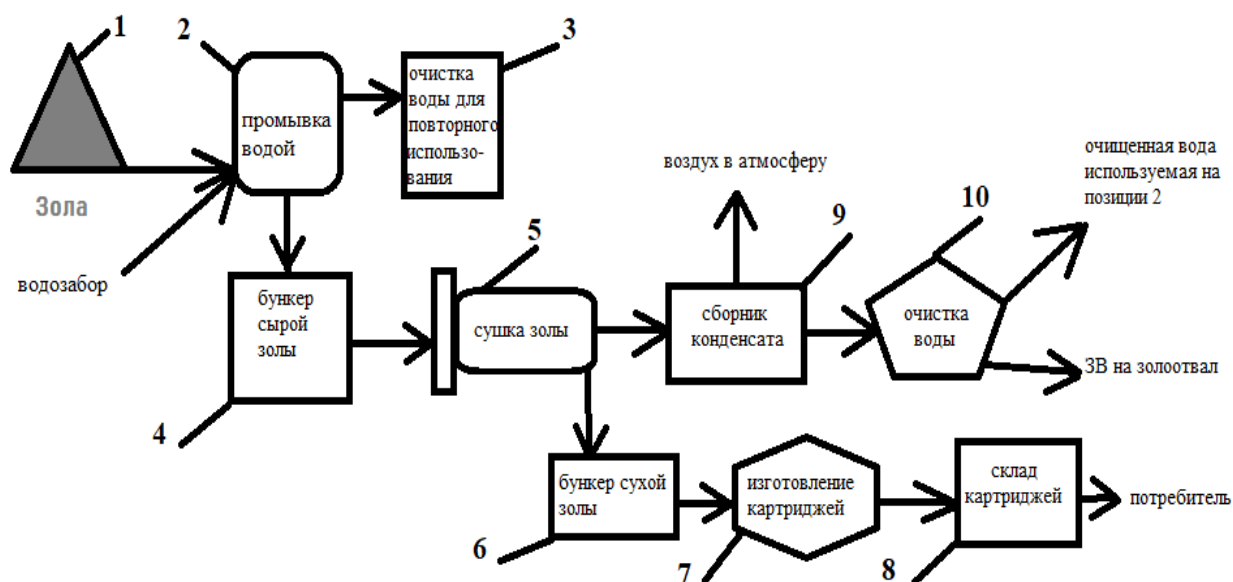 1
2
3
очистка
воды для
повторного
использо-
вания
промывка
водой
Зола
водозабор
воздух в атмосферу
очищенная вода
используемая на
позиции 2
4
бункер
сырой
золы
5
сушка золы
9
сборник
конденсата
10
очистка
воды
ЗВ на золоотвал
6
бункер сухой
золы
7
изготовление
картриджей
8
склад
картриджей
потребитель